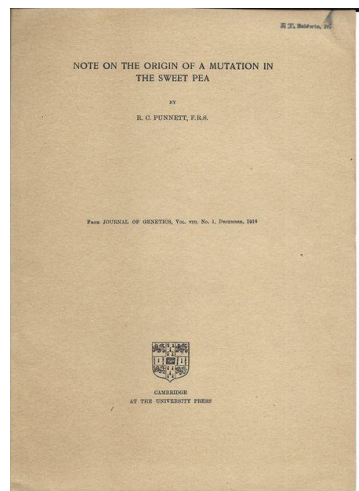 NOTE ON THE ORIGIN OF A MUTATION IN
THE SWEET PEA
BY
R. C. PUNNETT, F.R.S.
FROM JOURNAL OF GENETICS, VOL. VIII, NO. 1, DECEMBER, 1918
CAMBRIDGE
AT THE UNIVERSITY PRESS